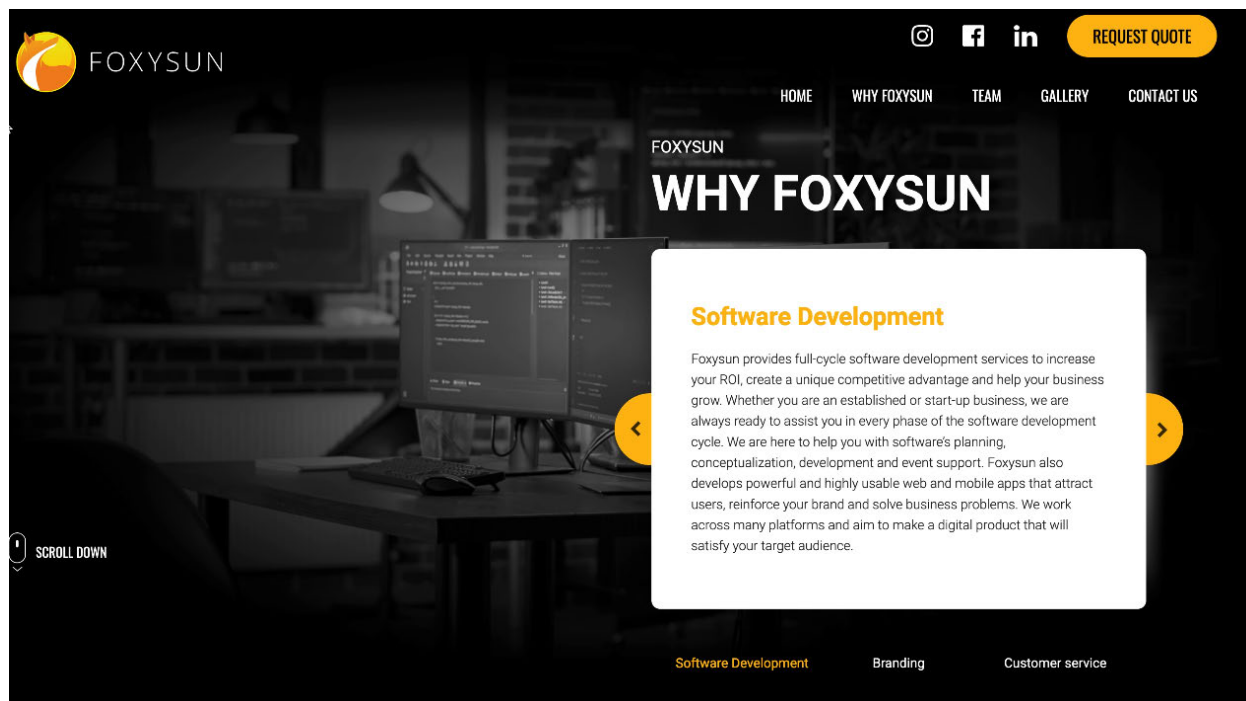 FOXYSUN
REQUEST QUOTE
HOME WHY FOXYSUN TEAM GALLERY CONTACT US
FOXYSUN
WHY FOXYSUN
Software Development
Foxysun provides full-cycle software development services to increase
your ROI, create a unique competitive advantage and help your business
grow. Whether you are an established or start-up business, we are
always ready to assist you in every phase of the software development
cycle. We are here to help you with software's planning,
conceptualization, development and event support. Foxysun also
develops powerful and highly usable web and mobile apps that attract
users, reinforce your brand and solve business problems. We work
across many platforms and aim to make a digital product that will
satisfy your target audience.
SCROLL DOWN
Software Development Branding Customer service